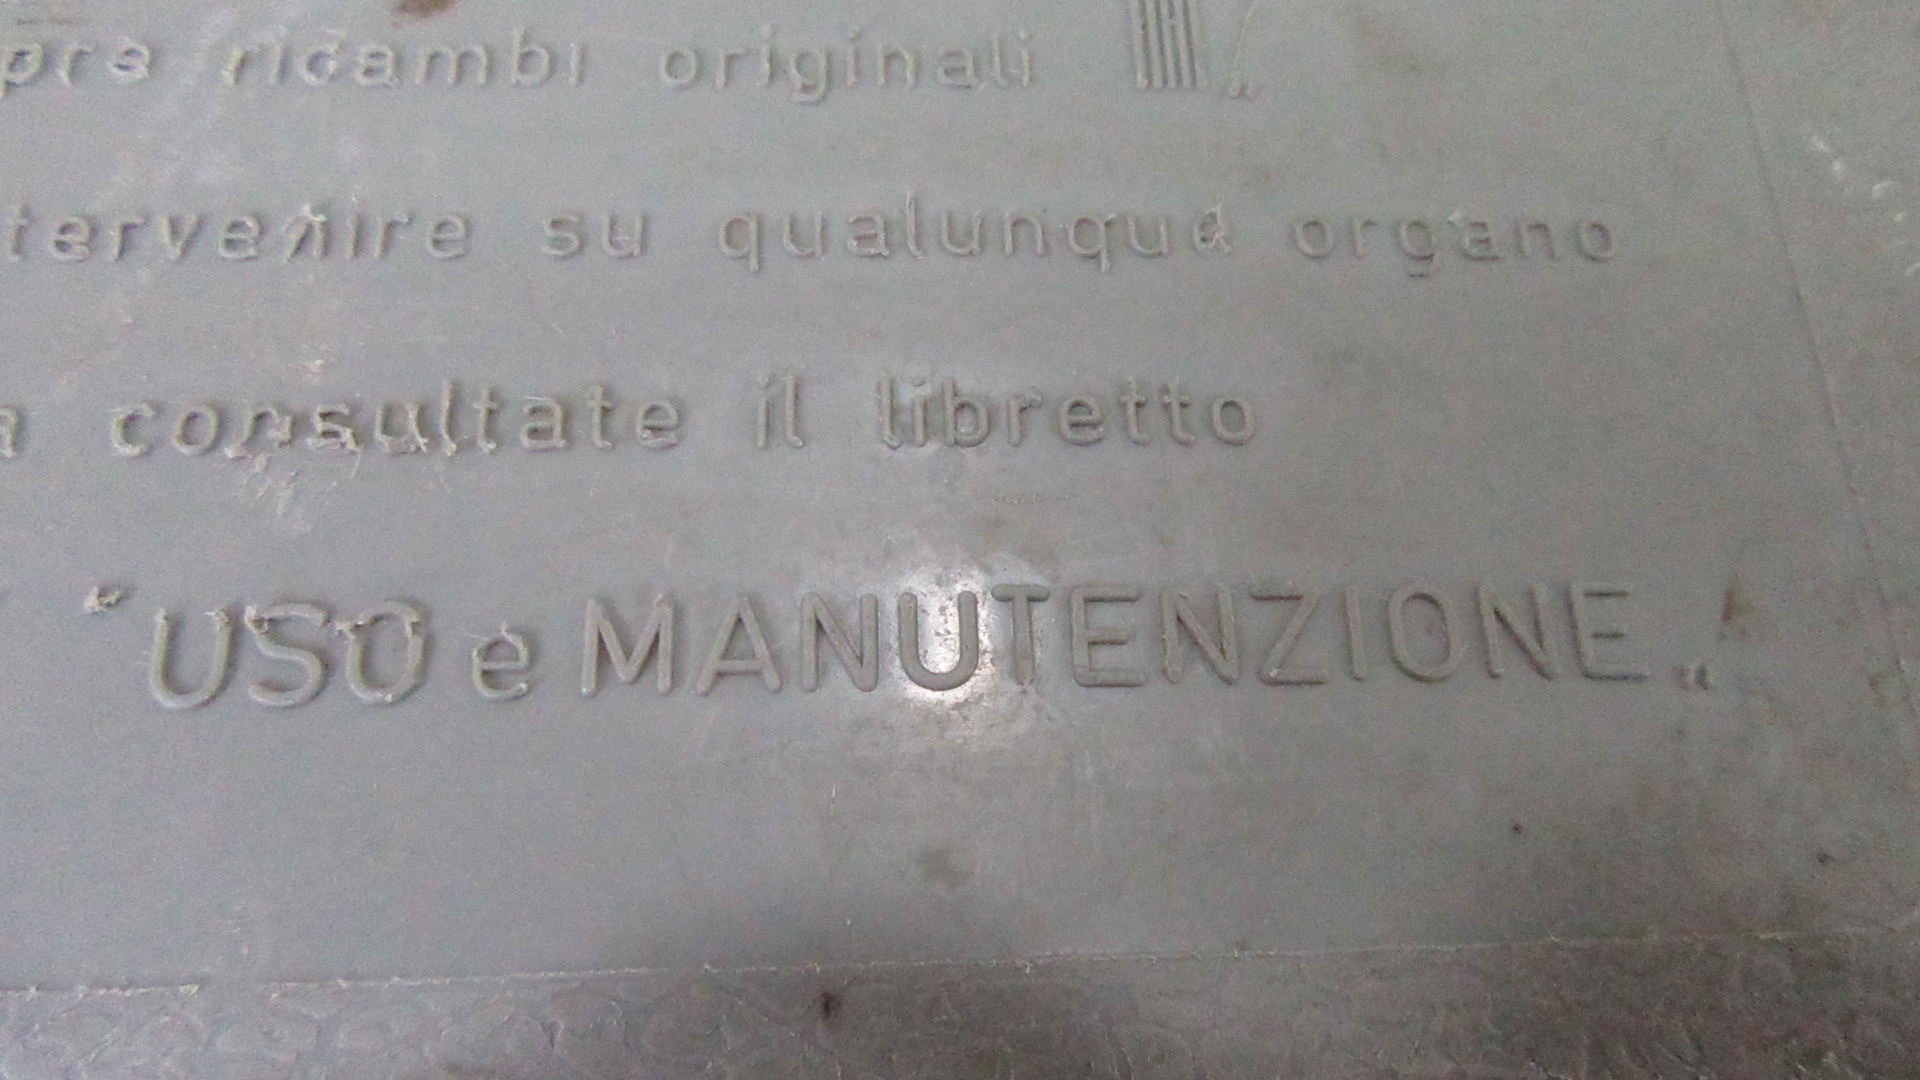 pre ricambi originali „
tervenire su qualunque organo
a consultate il libretto
“USO e MANUTENZIONE„